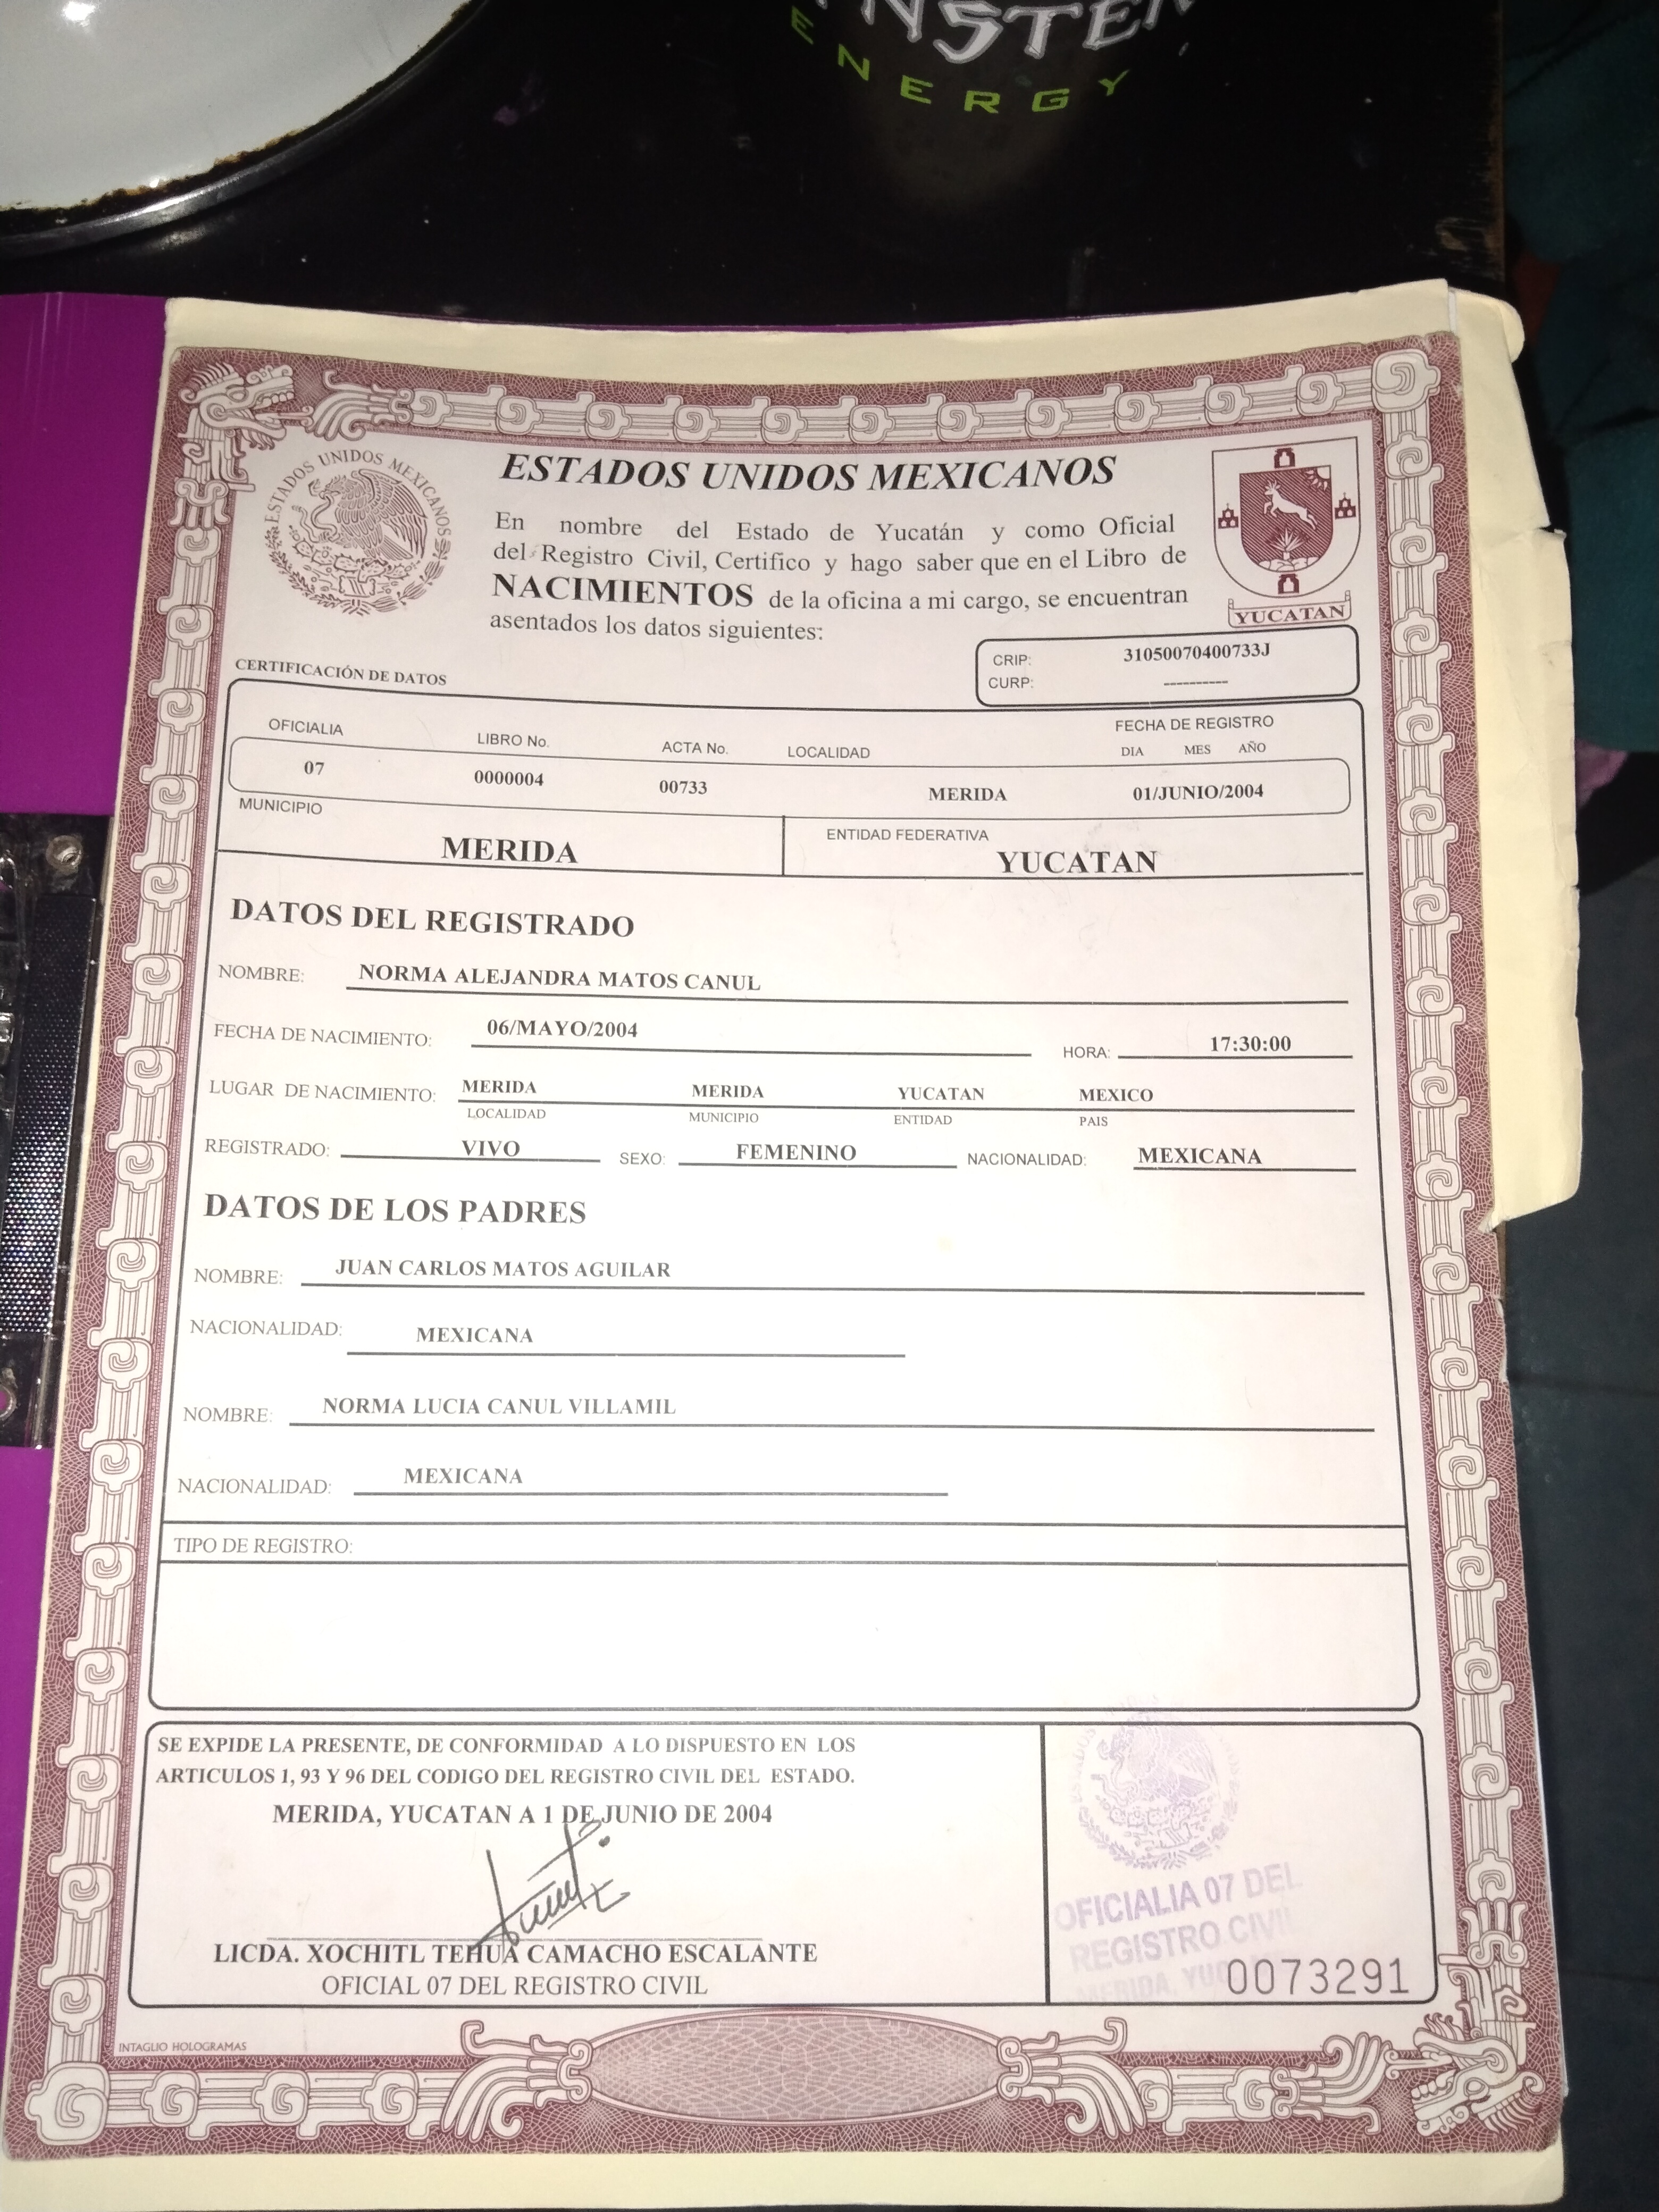 NSTE
ENERGY
ESTADOS UNIDOS MEXICANOS
ESTADOS UNIDOS MEXICANOS
En nombre del Estado de Yucatán y como Oficial
del Registro Civil, Certifico y hago saber que en el Libro de
NACIMIENTOS de la oficina a mi cargo, se encuentran
asentados los datos siguientes:
YUCATAN
CRIP: 31050070400733J
CURP: ----------
CERTIFICACIÓN DE DATOS
OFICIALIA LIBRO No. ACTA No. LOCALIDAD FECHA DE REGISTRO
DIA MES AÑO
07 0000004 00733 MERIDA 01/JUNIO/2004
MUNICIPIO ENTIDAD FEDERATIVA
MERIDA YUCATAN
DATOS DEL REGISTRADO
NOMBRE: NORMA ALEJANDRA MATOS CANUL
FECHA DE NACIMIENTO: 06/MAYO/2004 HORA: 17:30:00
LUGAR DE NACIMIENTO: MERIDA MERIDA YUCATAN MEXICO
LOCALIDAD MUNICIPIO ENTIDAD PAIS
REGISTRADO: VIVO SEXO: FEMENINO NACIONALIDAD: MEXICANA
DATOS DE LOS PADRES
NOMBRE: JUAN CARLOS MATOS AGUILAR
NACIONALIDAD: MEXICANA
NOMBRE: NORMA LUCIA CANUL VILLAMIL
NACIONALIDAD: MEXICANA
TIPO DE REGISTRO:
SE EXPIDE LA PRESENTE, DE CONFORMIDAD A LO DISPUESTO EN LOS
ARTICULOS 1, 93 Y 96 DEL CODIGO DEL REGISTRO CIVIL DEL ESTADO.
MERIDA, YUCATAN A 1 DE JUNIO DE 2004
LICDA. XOCHITL TEHUA CAMACHO ESCALANTE
OFICIAL 07 DEL REGISTRO CIVIL
OFICIALIA 07 DEL
REGISTRO CIVIL
MERIDA, YUC
0073291
INTAGLIO HOLOGRAMAS